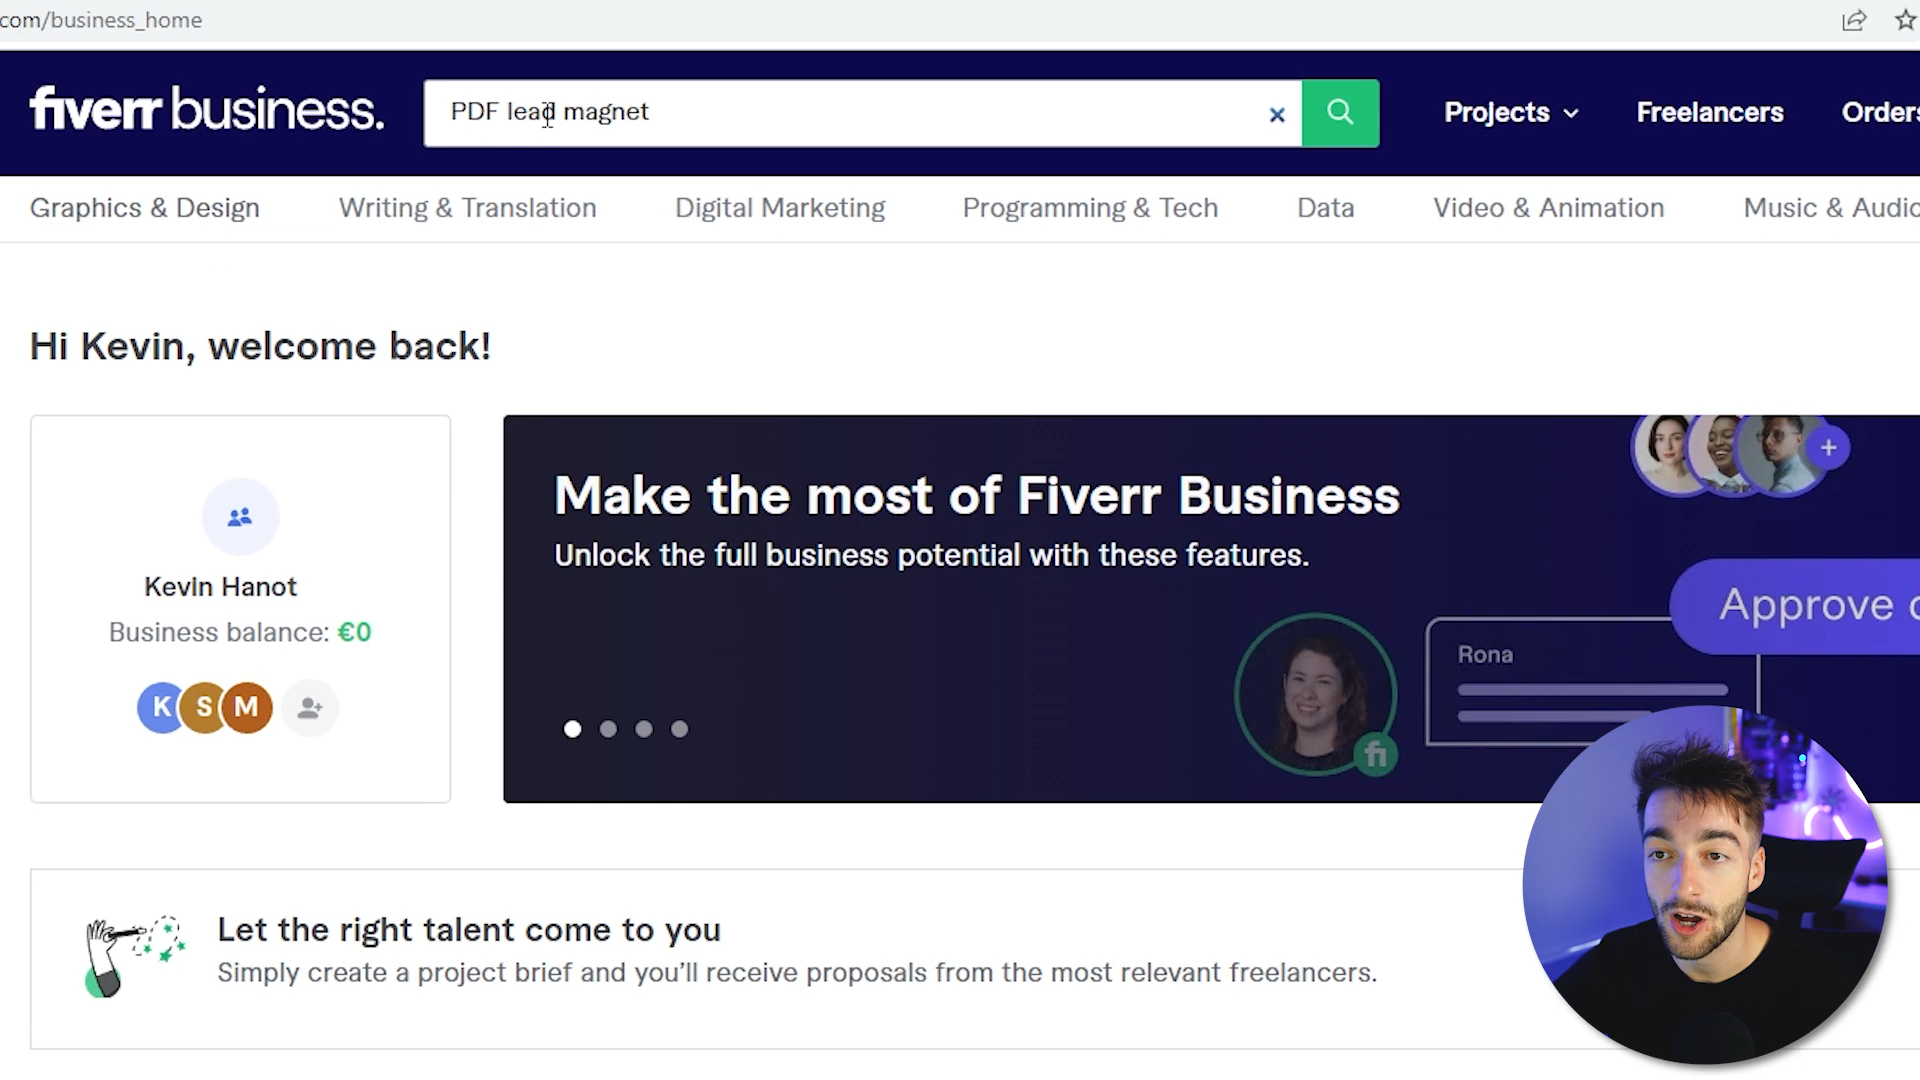 com/business_home
fiverr business.
PDF lead magnet
Projects
Freelancers
Orders
Graphics & Design
Writing & Translation
Digital Marketing
Programming & Tech
Data
Video & Animation
Music & Audio
Hi Kevin, welcome back!
Kevin Hanot
Business balance: €0
K S M
Make the most of Fiverr Business
Unlock the full business potential with these features.
Approve
Rona
fi
Let the right talent come to you
Simply create a project brief and you'll receive proposals from the most relevant freelancers.